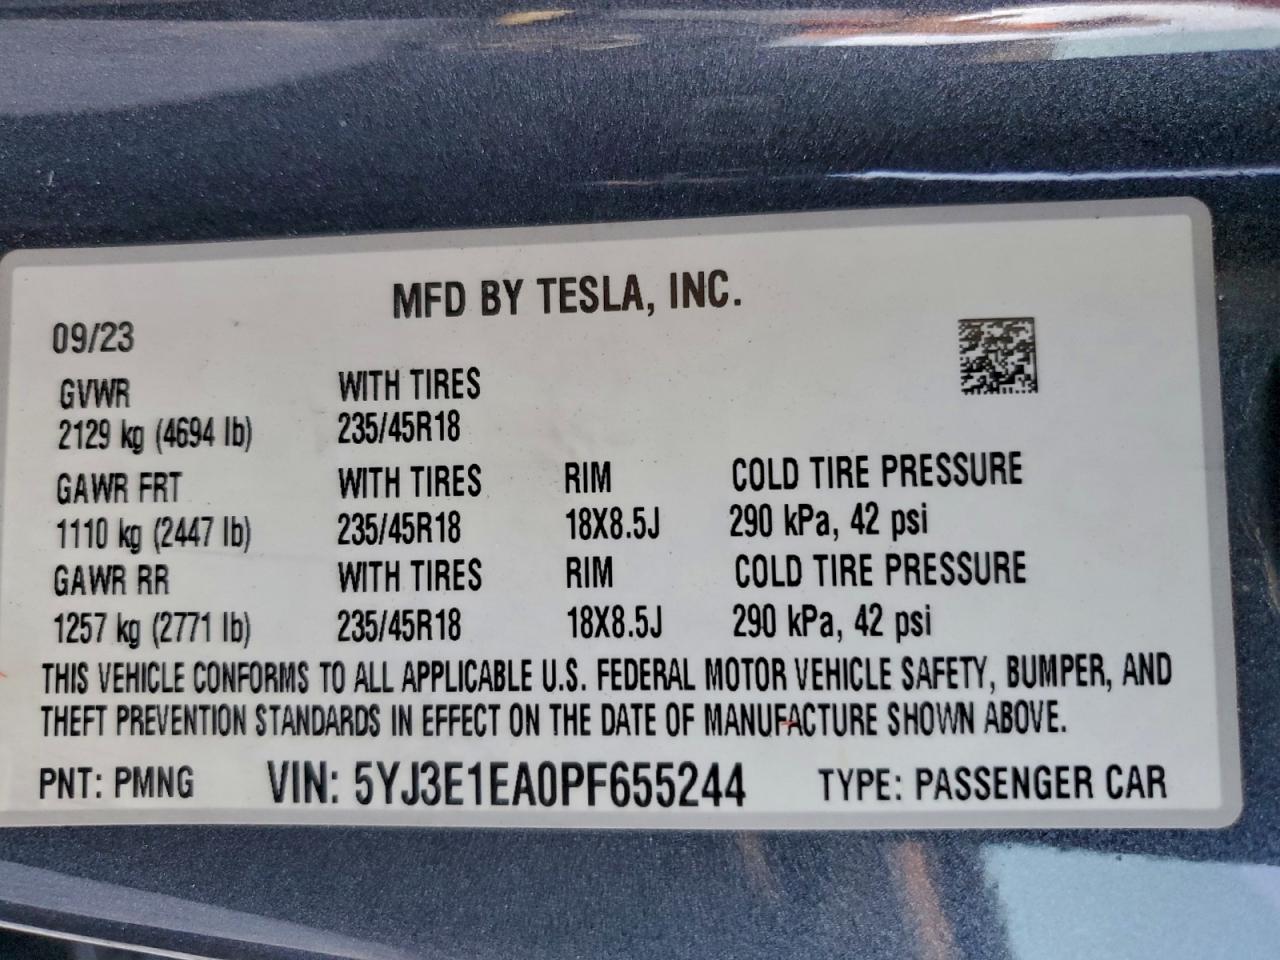 MFD BY TESLA, INC.
09/23
GVWR WITH TIRES
2129 kg (4694 lb) 235/45R18
GAWR FRT WITH TIRES RIM COLD TIRE PRESSURE
1110 kg (2447 lb) 235/45R18 18X8.5J 290 kPa, 42 psi
GAWR RR WITH TIRES RIM COLD TIRE PRESSURE
1257 kg (2771 lb) 235/45R18 18X8.5J 290 kPa, 42 psi
THIS VEHICLE CONFORMS TO ALL APPLICABLE U.S. FEDERAL MOTOR VEHICLE SAFETY, BUMPER, AND
THEFT PREVENTION STANDARDS IN EFFECT ON THE DATE OF MANUFACTURE SHOWN ABOVE.
PNT: PMNG VIN: 5YJ3E1EA0PF655244 TYPE: PASSENGER CAR